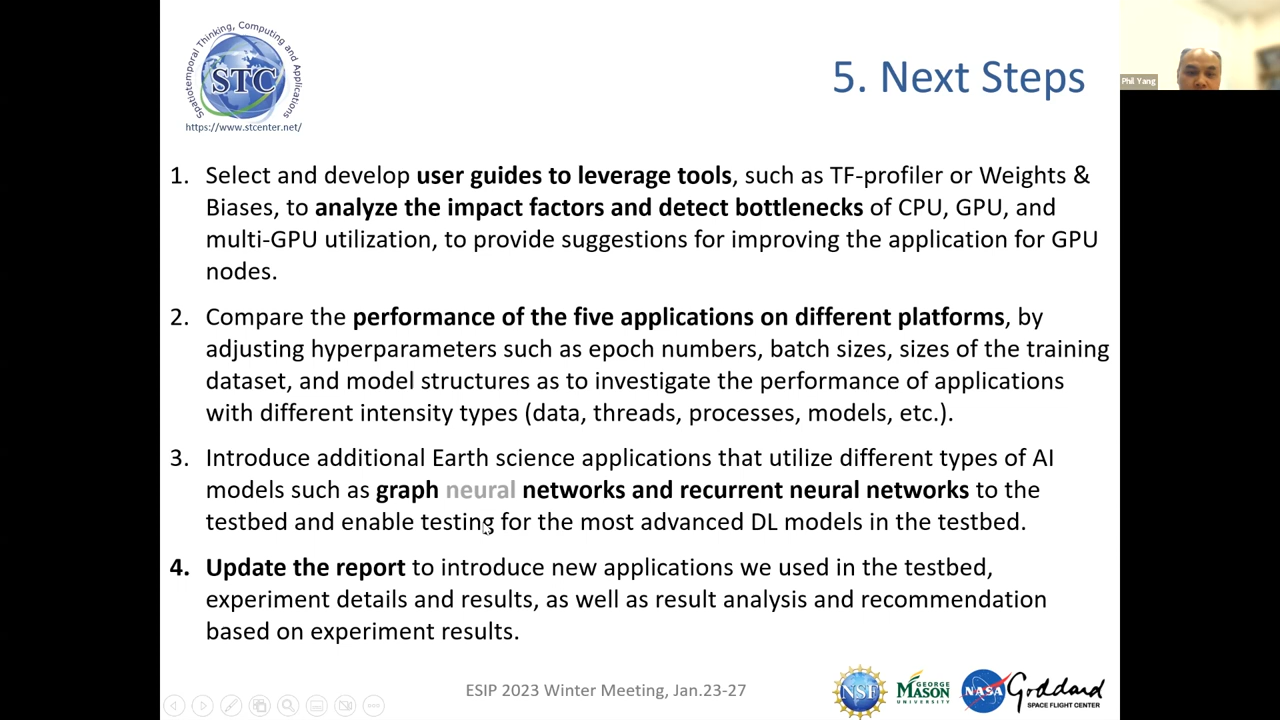 Spatiotemporal Thinking, Computing and Applications
STC
https://www.stcenter.net/
5. Next Steps
Phil Yang
1. Select and develop user guides to leverage tools, such as TF-profiler or Weights &
Biases, to analyze the impact factors and detect bottlenecks of CPU, GPU, and
multi-GPU utilization, to provide suggestions for improving the application for GPU
nodes.
2. Compare the performance of the five applications on different platforms, by
adjusting hyperparameters such as epoch numbers, batch sizes, sizes of the training
dataset, and model structures as to investigate the performance of applications
with different intensity types (data, threads, processes, models, etc.).
3. Introduce additional Earth science applications that utilize different types of AI
models such as graph neural networks and recurrent neural networks to the
testbed and enable testing for the most advanced DL models in the testbed.
4. Update the report to introduce new applications we used in the testbed,
experiment details and results, as well as result analysis and recommendation
based on experiment results.
ESIP 2023 Winter Meeting, Jan.23-27
NSF
GEORGE
MASON
UNIVERSITY
NASA
Goddard
SPACE FLIGHT CENTER